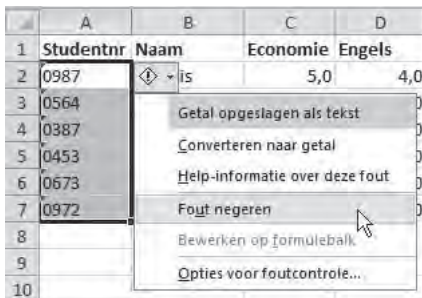 A B C D
1 Studentnr Naam Economie Engels
2 0987 is 5,0 4,0
3 0564 Getal opgeslagen als tekst
4 0387 Converteren naar getal
5 0453
6 0673 Help-informatie over deze fout
7 0972 Fout negeren
8 Bewerken op formulebalk
9
10 Opties voor foutcontrole...